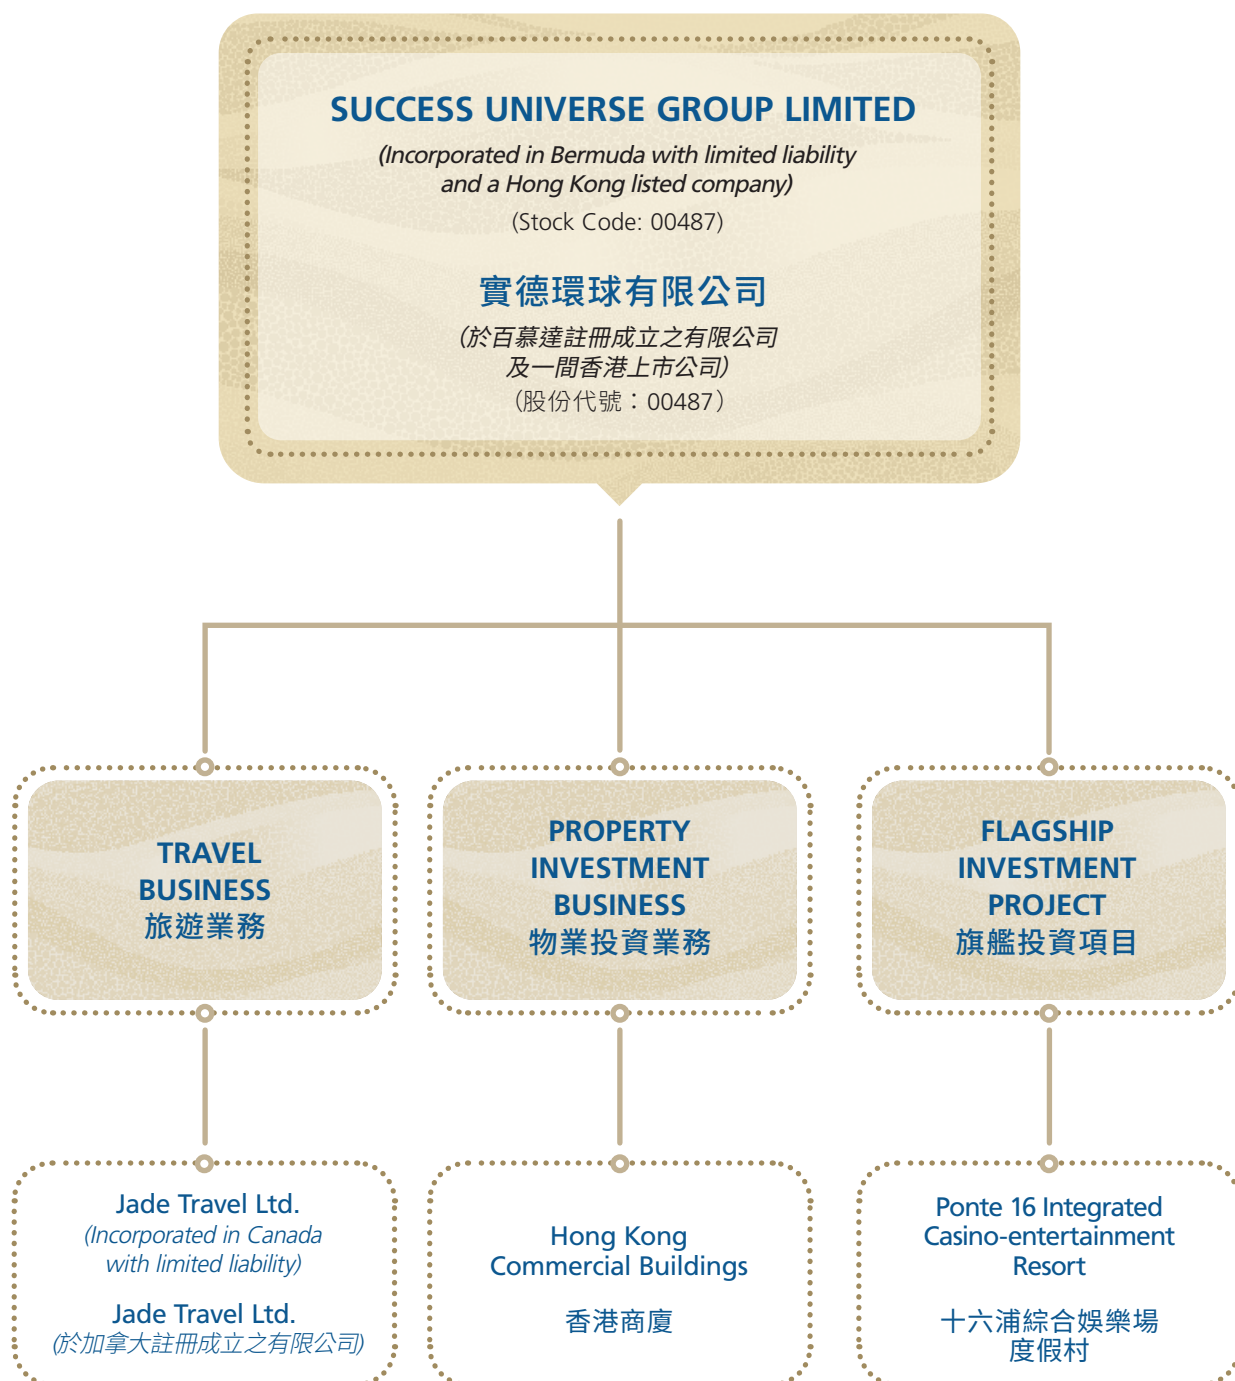 SUCCESS UNIVERSE GROUP LIMITED
(Incorporated in Bermuda with limited liability
and a Hong Kong listed company)
(Stock Code: 00487)
實德環球有限公司
(於百慕達註冊成立之有限公司
及一間香港上市公司)
（股份代號：00487）
TRAVEL
BUSINESS
旅遊業務
PROPERTY
INVESTMENT
BUSINESS
物業投資業務
FLAGSHIP
INVESTMENT
PROJECT
旗艦投資項目
Jade Travel Ltd.
(Incorporated in Canada
with limited liability)
Jade Travel Ltd.
(於加拿大註冊成立之有限公司)
Hong Kong
Commercial Buildings
香港商廈
Ponte 16 Integrated
Casino-entertainment
Resort
十六浦綜合娛樂場
度假村